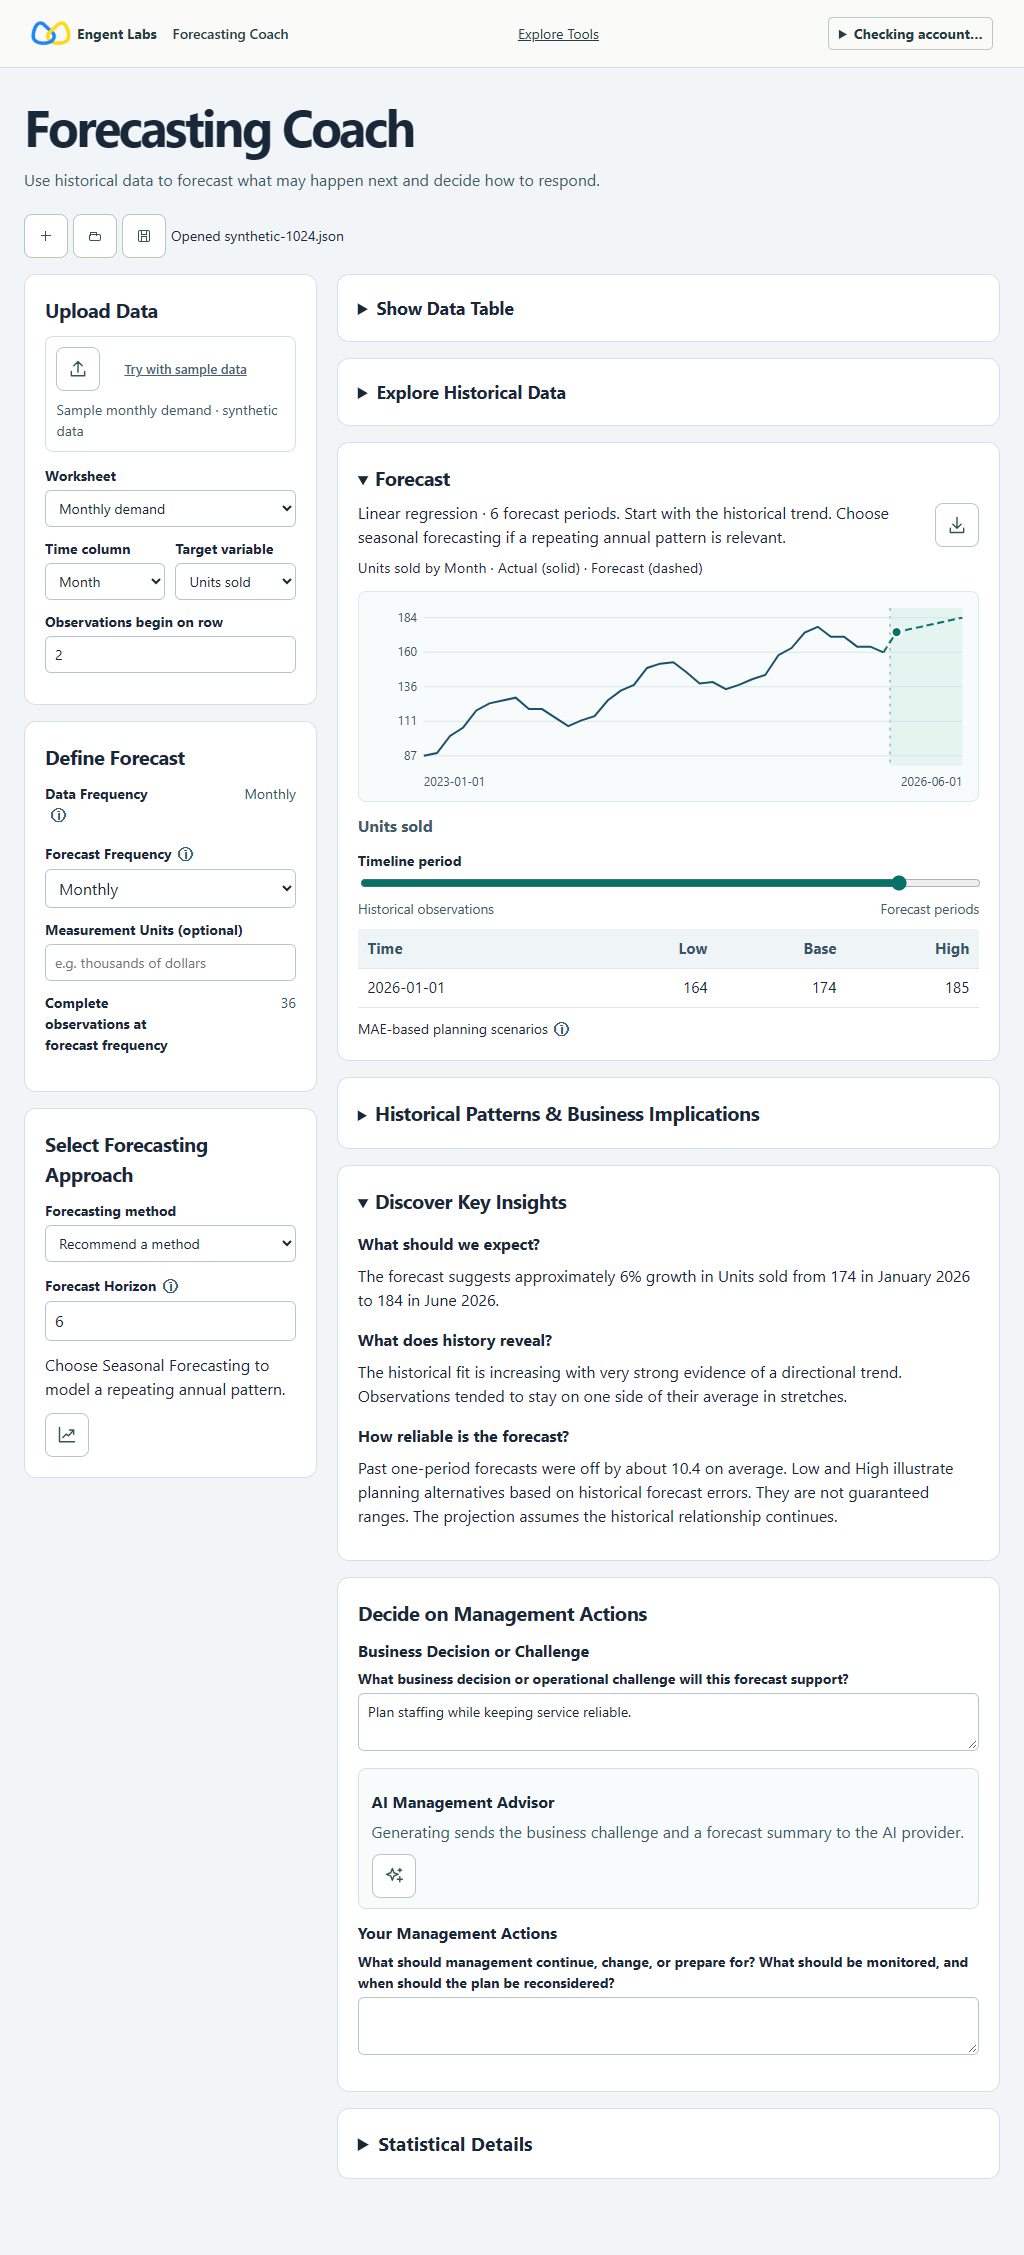 Engent Labs
Forecasting Coach
Explore Tools
Checking account...
Forecasting Coach
Use historical data to forecast what may happen next and decide how to respond.
Opened synthetic-1024.json
Upload Data
Try with sample data
Sample monthly demand · synthetic
data
Worksheet
Monthly demand
Time column
Target variable
Month
Units sold
Observations begin on row
2
Define Forecast
Data Frequency
Monthly
Forecast Frequency
Monthly
Measurement Units (optional)
e.g. thousands of dollars
Complete
observations at
forecast frequency
36
Select Forecasting
Approach
Forecasting method
Recommend a method
Forecast Horizon
6
Choose Seasonal Forecasting to
model a repeating annual pattern.
Show Data Table
Explore Historical Data
Forecast
Linear regression · 6 forecast periods. Start with the historical trend. Choose
seasonal forecasting if a repeating annual pattern is relevant.
Units sold by Month · Actual (solid) · Forecast (dashed)
184
160
136
111
87
2023-01-01
2026-06-01
Units sold
Timeline period
Historical observations
Forecast periods
Time Low Base High
2026-01-01 164 174 185
MAE-based planning scenarios
Historical Patterns & Business Implications
Discover Key Insights
What should we expect?
The forecast suggests approximately 6% growth in Units sold from 174 in January 2026
to 184 in June 2026.
What does history reveal?
The historical fit is increasing with very strong evidence of a directional trend.
Observations tended to stay on one side of their average in stretches.
How reliable is the forecast?
Past one-period forecasts were off by about 10.4 on average. Low and High illustrate
planning alternatives based on historical forecast errors. They are not guaranteed
ranges. The projection assumes the historical relationship continues.
Decide on Management Actions
Business Decision or Challenge
What business decision or operational challenge will this forecast support?
Plan staffing while keeping service reliable.
AI Management Advisor
Generating sends the business challenge and a forecast summary to the AI provider.
Your Management Actions
What should management continue, change, or prepare for? What should be monitored, and
when should the plan be reconsidered?
Statistical Details